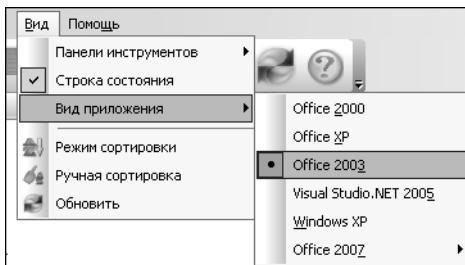 Вид Помощь
Панели инструментов
Строка состояния
Вид приложения
Режим сортировки
Ручная сортировка
Обновить
Office 2000
Office XP
Office 2003
Visual Studio.NET 2005
Windows XP
Office 2007